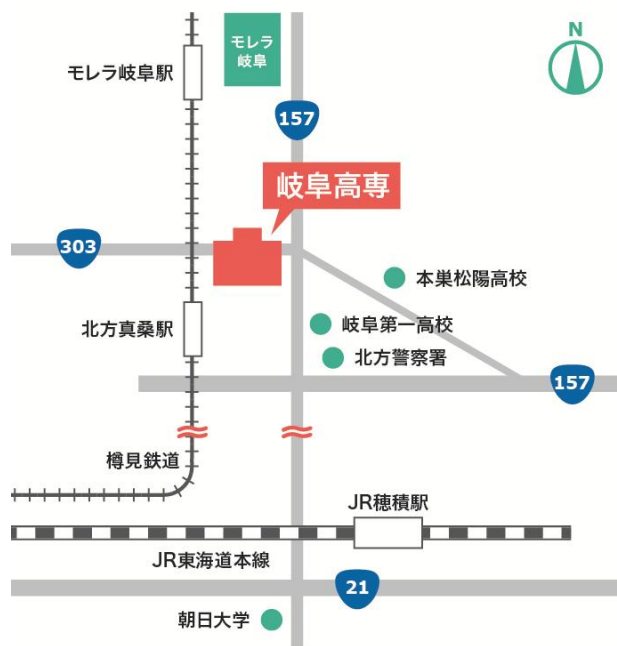 モレラ
岐阜
N
モレラ岐阜駅
157
岐阜高専
303
本巣松陽高校
北方真桑駅
岐阜第一高校
北方警察署
157
樽見鉄道
JR穂積駅
JR東海道本線
21
朝日大学